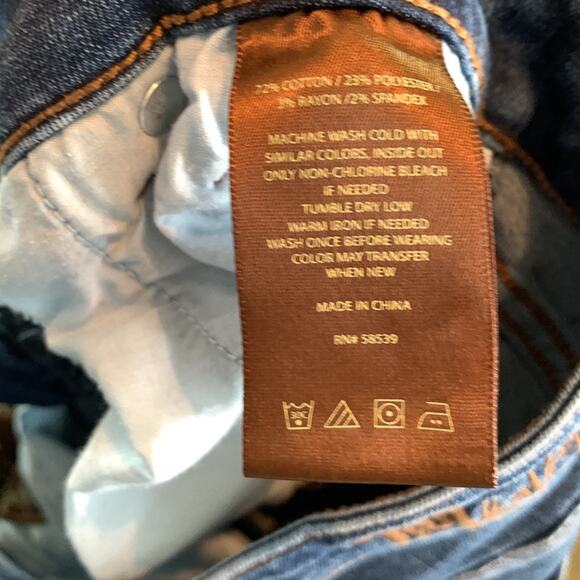 72% COTTON / 23% POLYESTER /
3% RAYON /2% SPANDEX
MACHINE WASH COLD WITH
SIMILAR COLORS, INSIDE OUT
ONLY NON-CHLORINE BLEACH
IF NEEDED
TUMBLE DRY LOW
WARM IRON IF NEEDED
WASH ONCE BEFORE WEARING
COLOR MAY TRANSFER
WHEN NEW
MADE IN CHINA
RN# 58539
30C